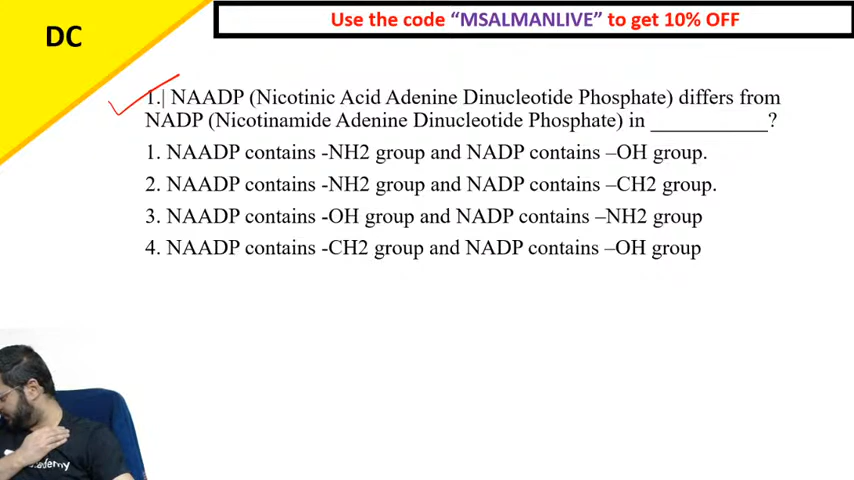 Use the code “MSALMANLIVE” to get 10% OFF
DC
1.| NAADP (Nicotinic Acid Adenine Dinucleotide Phosphate) differs from
NADP (Nicotinamide Adenine Dinucleotide Phosphate) in ___________?
1. NAADP contains -NH2 group and NADP contains –OH group.
2. NAADP contains -NH2 group and NADP contains –CH2 group.
3. NAADP contains -OH group and NADP contains –NH2 group
4. NAADP contains -CH2 group and NADP contains –OH group